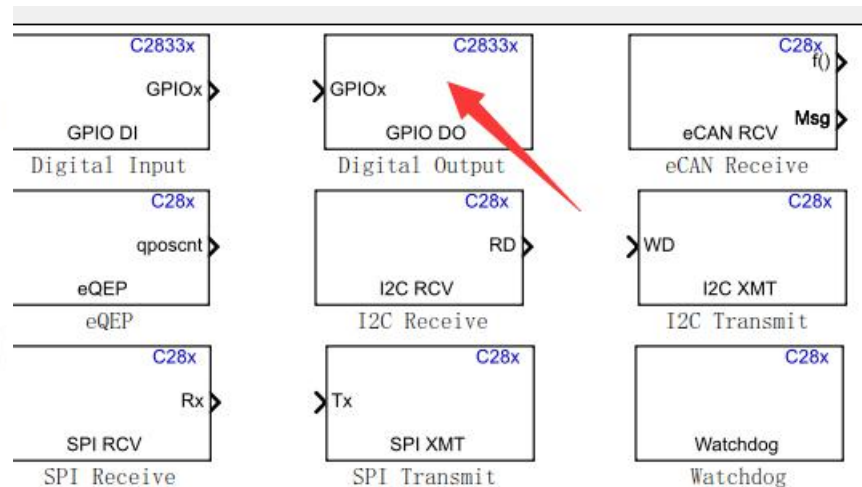 C2833x
GPIOx
GPIO DI
Digital Input
C2833x
GPIOx
GPIO DO
Digital Output
C28x
f()
Msg
eCAN RCV
eCAN Receive
C28x
qposcnt
eQEP
eQEP
C28x
RD
I2C RCV
I2C Receive
C28x
WD
I2C XMT
I2C Transmit
C28x
Rx
SPI RCV
SPI Receive
C28x
Tx
SPI XMT
SPI Transmit
C28x
Watchdog
Watchdog